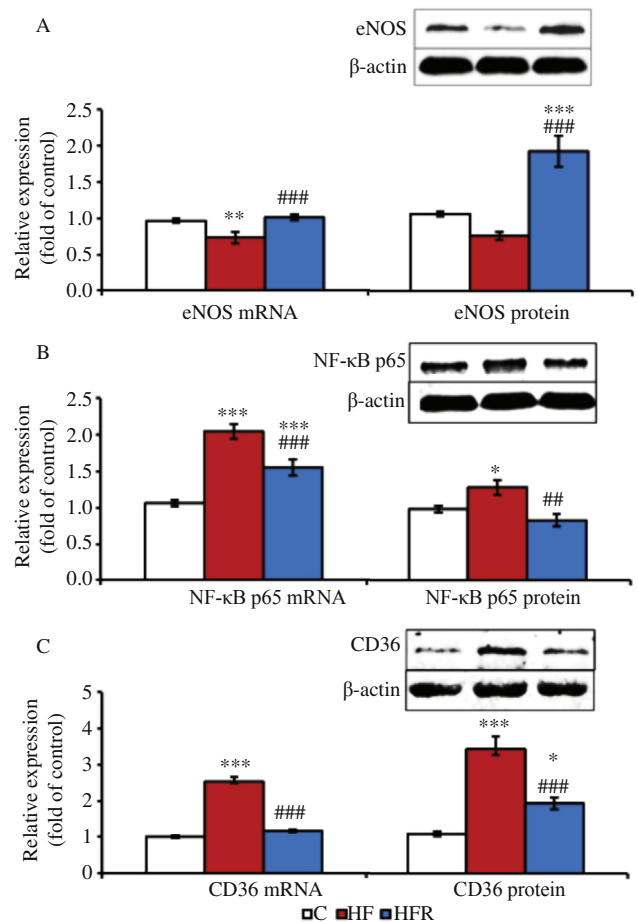 A
eNOS
β-actin
Relative expression
(fold of control)
2.5
2.0
1.5
1.0
0.5
0.0
**
###
***
###
eNOS mRNA
eNOS protein
B
NF-κB p65
β-actin
Relative expression
(fold of control)
2.5
2.0
1.5
1.0
0.5
0.0
***
***
###
*
##
NF-κB p65 mRNA
NF-κB p65 protein
C
CD36
β-actin
Relative expression
(fold of control)
5
4
3
2
1
0
***
###
***
*
###
CD36 mRNA
CD36 protein
C HF HFR